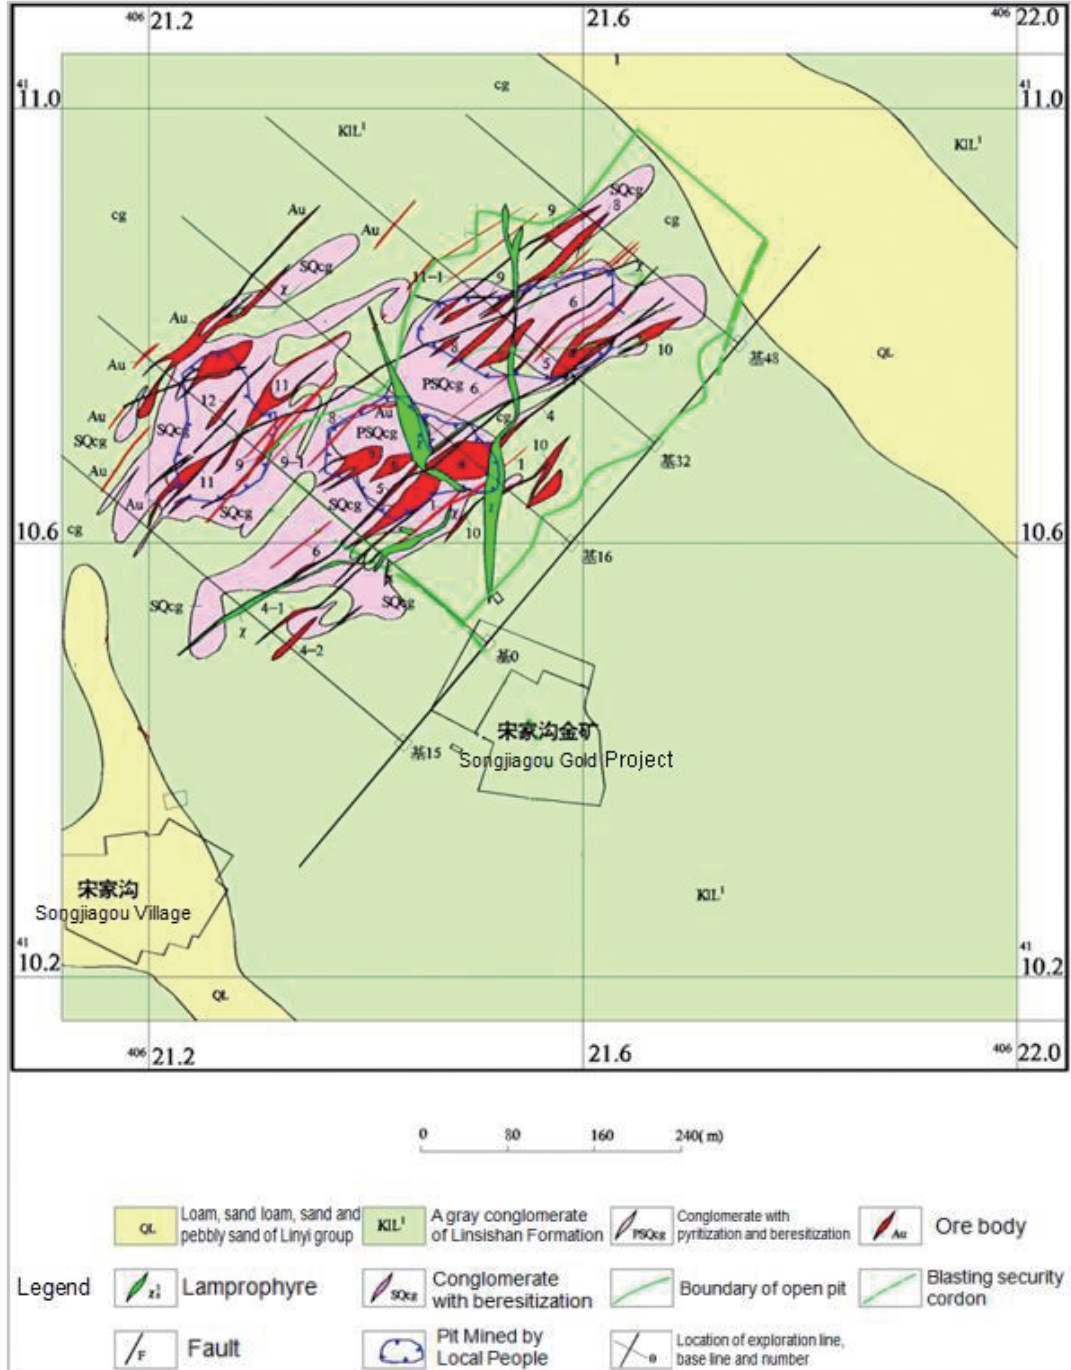 406 21.2
21.6
406 22.0
41 11.0
41 11.0
1
cg
KlL¹
KlL¹
cg
SQcg
8
cg
9
Au
Au
SQcg
χ
11-1
9
χ
6
Au
8
5
10
基48
QL
Au
11
PSQcg
6
12
Au
SQcg
SQcg
8
Au
PSQcg
cg
4
10
基32
Au
9
9-1
11
5
1
Au
SQcg
SQcg
1
χ
10
cg
10.6
10.6
6
基16
SQcg
4-1
SQcg
χ
4-2
基0
宋家沟金矿
Songjiagou Gold Project
基15
宋家沟
Songjiagou Village
KlL¹
41 10.2
41 10.2
QL
406 21.2
21.6
406 22.0
0 80 160 240( m)
Legend
QL Loam, sand loam, sand and
pebbly sand of Linyi group
KlL¹ A gray conglomerate
of Linsishan Formation
PSQcg Conglomerate with
pyritization and beresitization
Au Ore body
Lamprophyre
SQcg Conglomerate
with beresitization
Boundary of open pit
Blasting security
cordon
F Fault
Pit Mined by
Local People
0 Location of exploration line,
base line and number